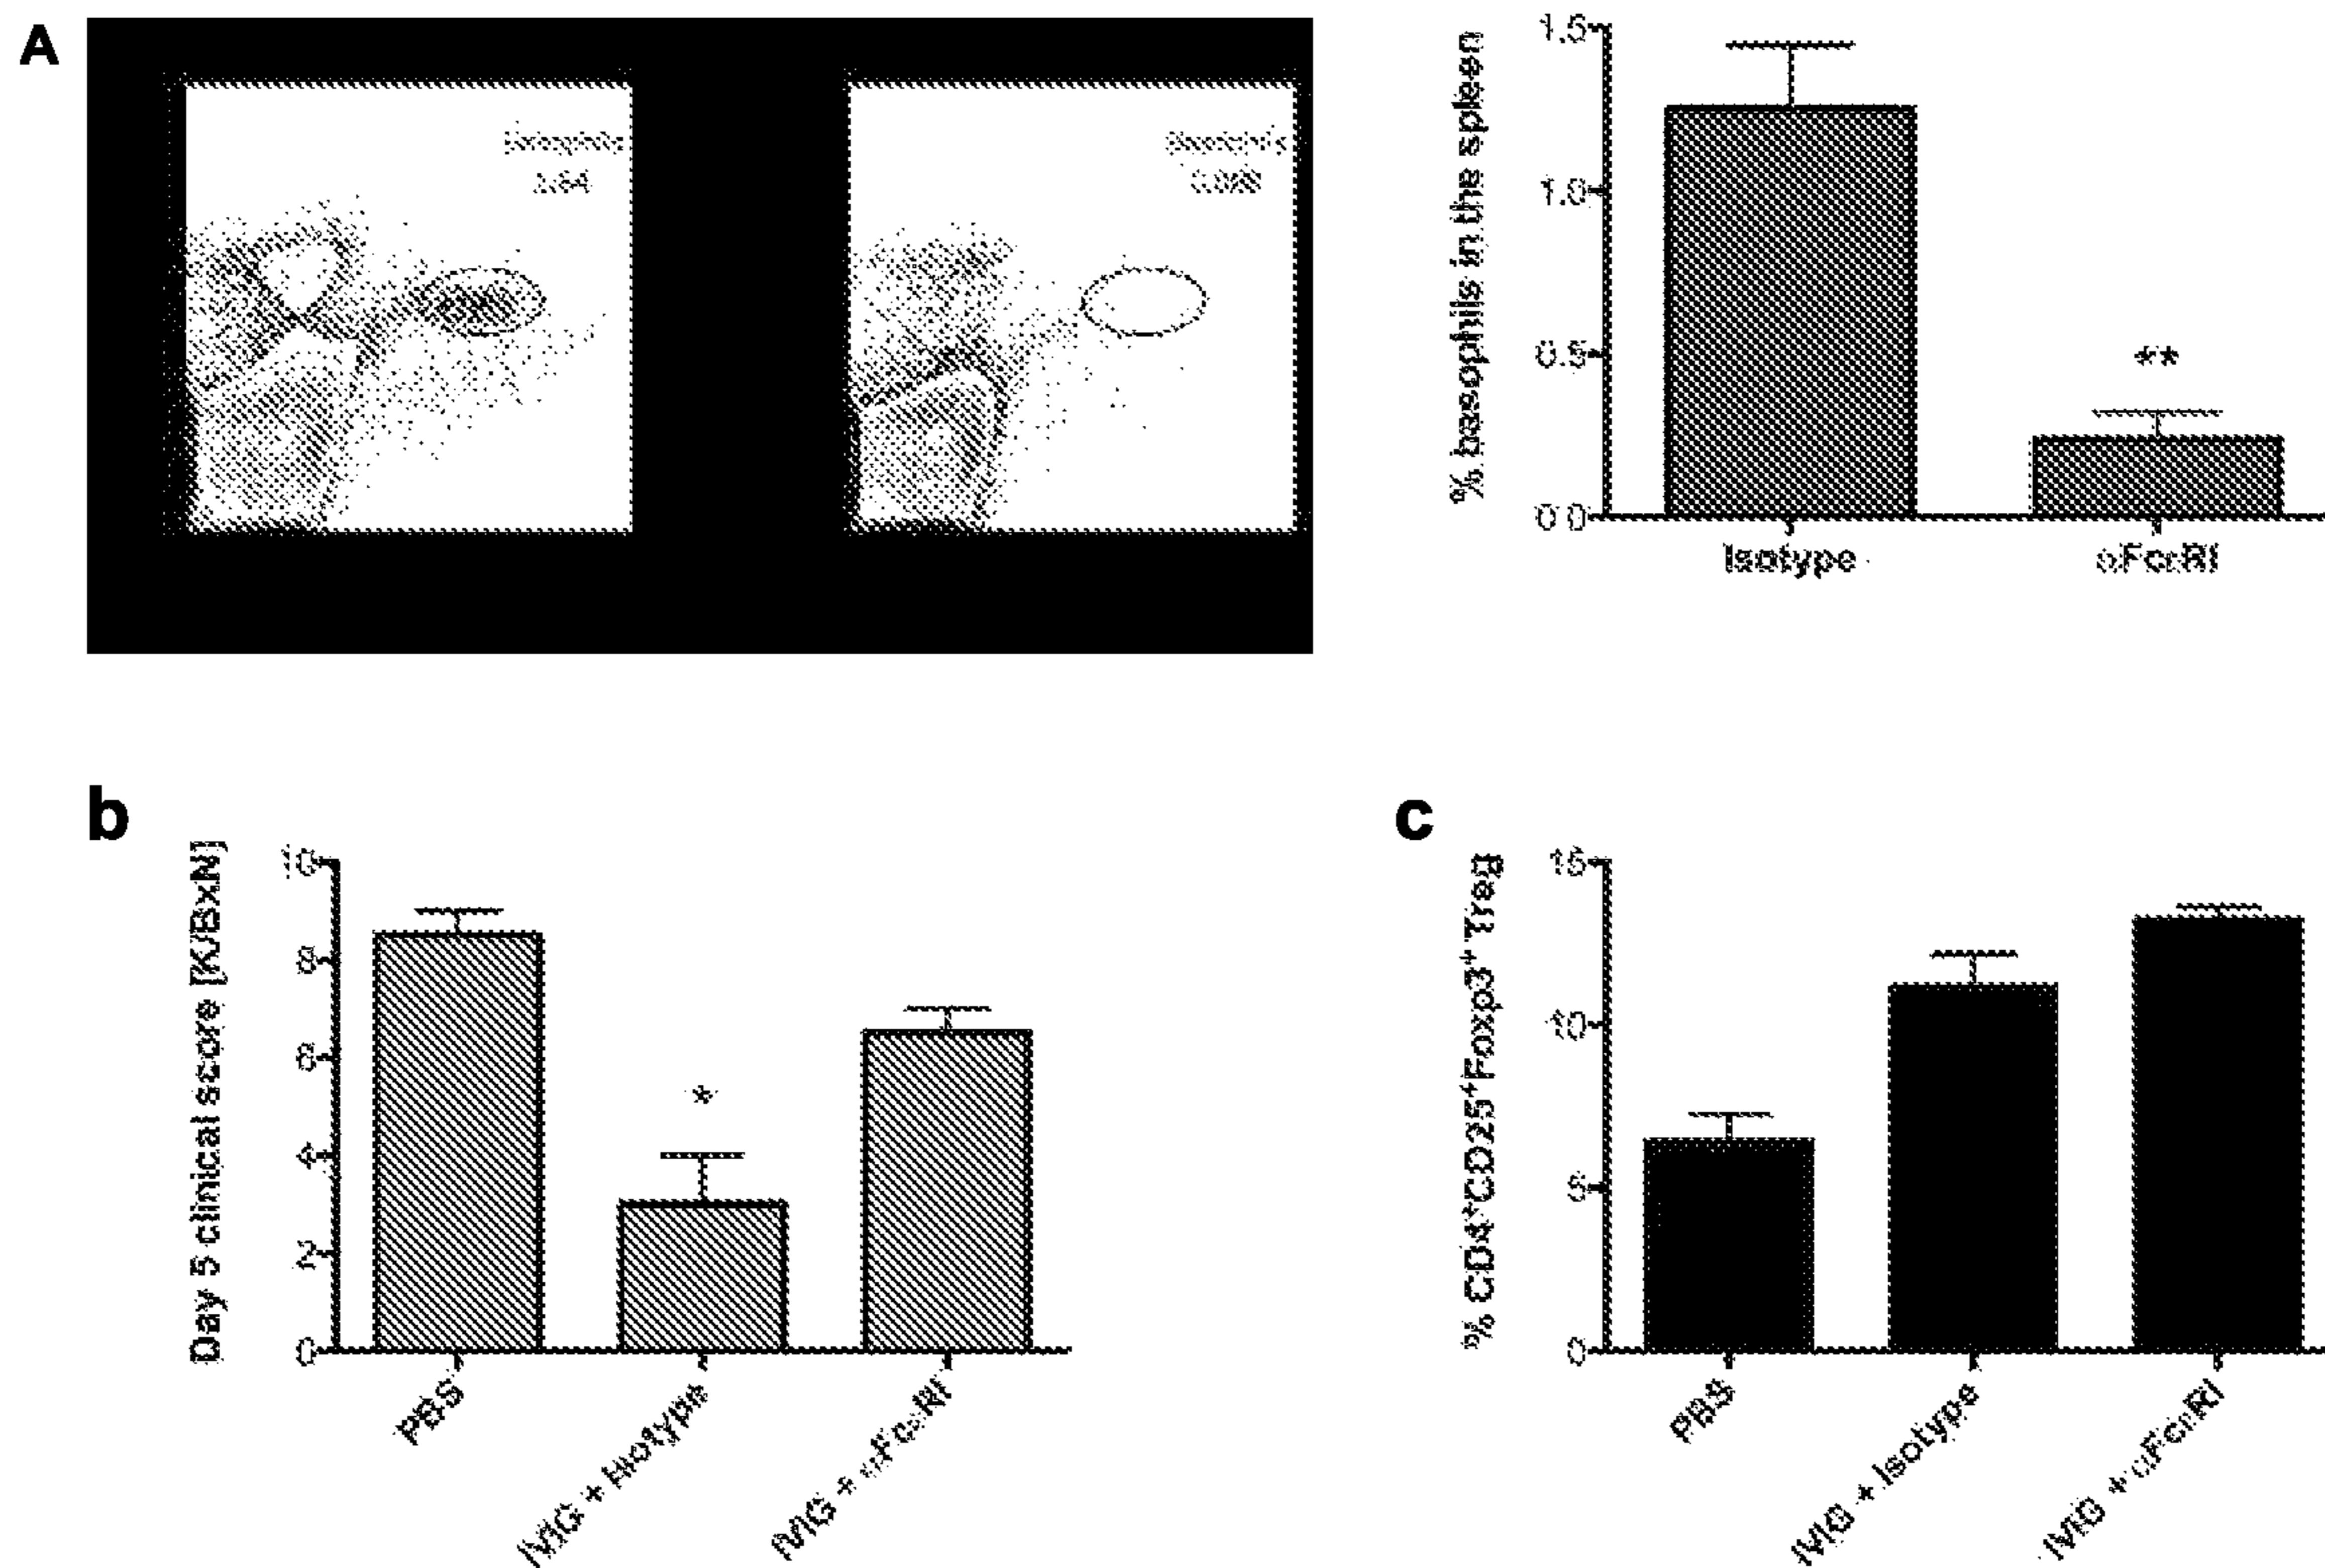 A
Basophils
% basophils in the spleen
1.5
1.0
0.5
0.0
**
Isotype
αFcεRI
b
Day 5 clinical score [K/BxN]
10
8
6
4
2
0
*
PBS
IVIG + Isotype
IVIG + αFcεRI
c
% CD4⁺CD25⁺Foxp3⁺ Treg
15
10
5
0
PBS
IVIG + Isotype
IVIG + αFcεRI